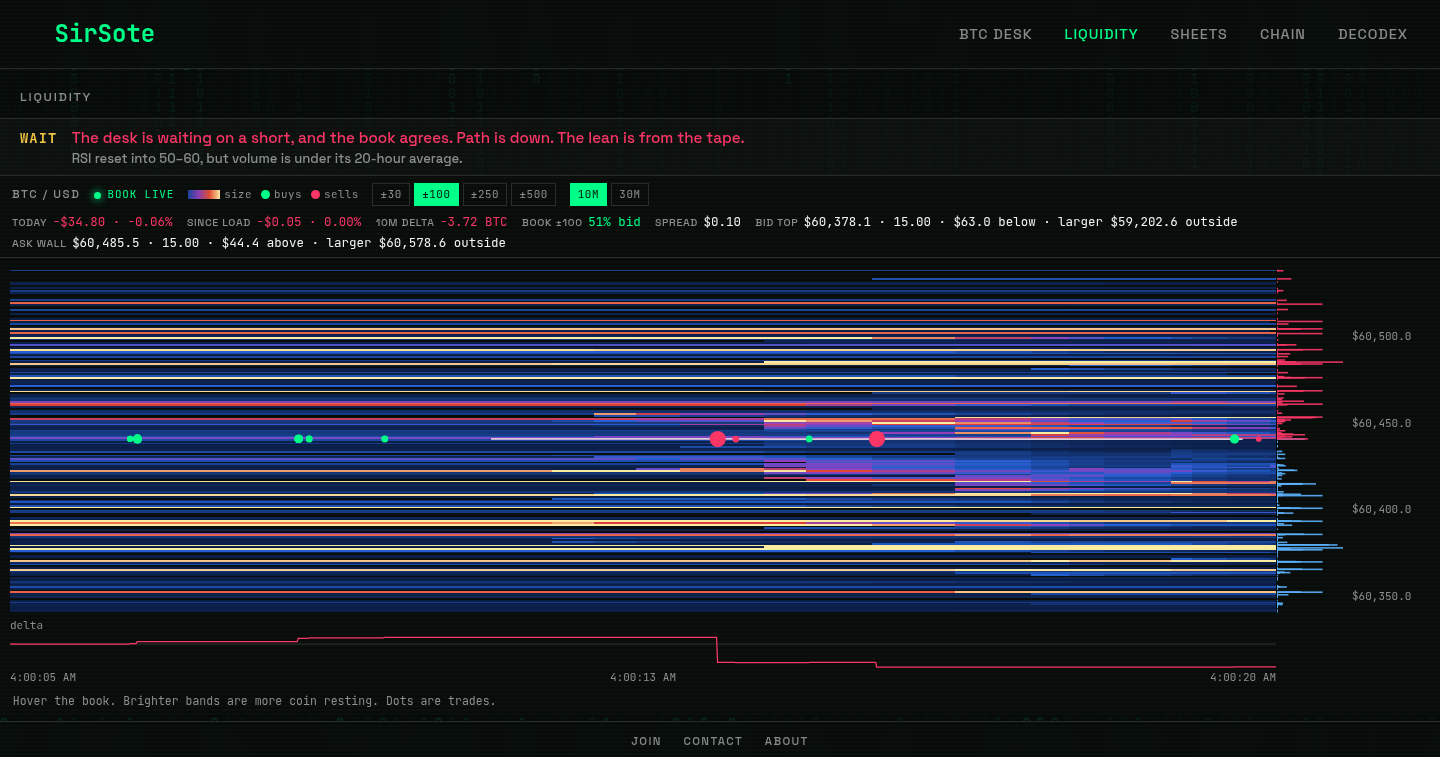 SirSote
BTC DESK LIQUIDITY SHEETS CHAIN DECODEX
LIQUIDITY
WAIT The desk is waiting on a short, and the book agrees. Path is down. The lean is from the tape.
RSI reset into 50–60, but volume is under its 20-hour average.
BTC / USD BOOK LIVE size buys sells ±30 ±100 ±250 ±500 10M 30M
TODAY -$34.80 · -0.06% SINCE LOAD -$0.05 · 0.00% 10M DELTA -3.72 BTC BOOK ±100 51% bid SPREAD $0.10 BID TOP $60,378.1 · 15.00 · $63.0 below · larger $59,202.6 outside
ASK WALL $60,485.5 · 15.00 · $44.4 above · larger $60,578.6 outside
$60,500.0
$60,450.0
$60,400.0
$60,350.0
delta
4:00:05 AM 4:00:13 AM 4:00:20 AM
Hover the book. Brighter bands are more coin resting. Dots are trades.
JOIN CONTACT ABOUT